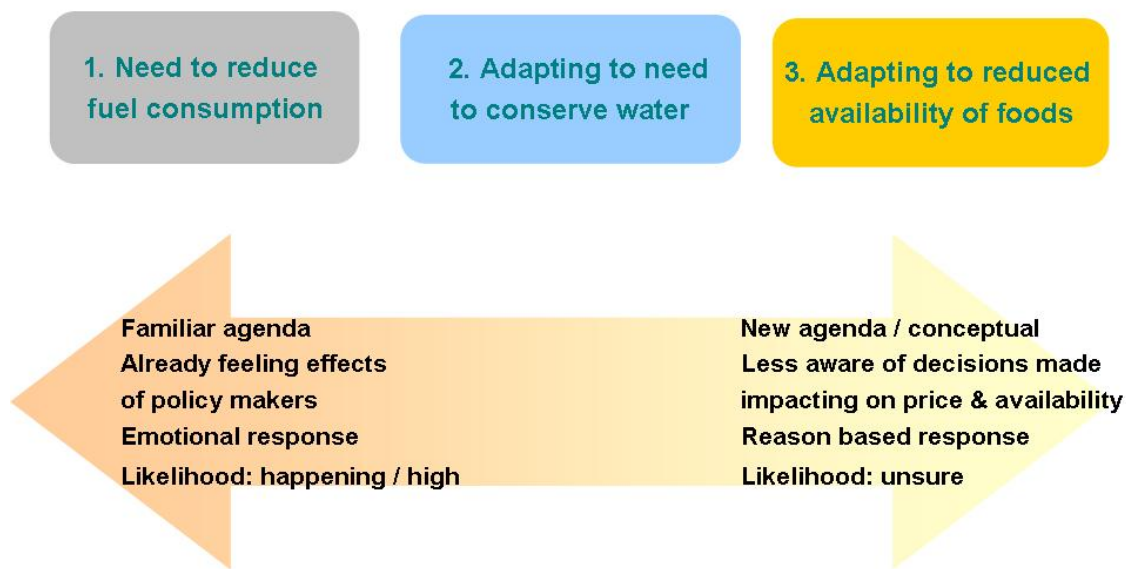 1. Need to reduce
fuel consumption
2. Adapting to need
to conserve water
3. Adapting to reduced
availability of foods
Familiar agenda
Already feeling effects
of policy makers
Emotional response
Likelihood: happening / high
New agenda / conceptual
Less aware of decisions made
impacting on price & availability
Reason based response
Likelihood: unsure